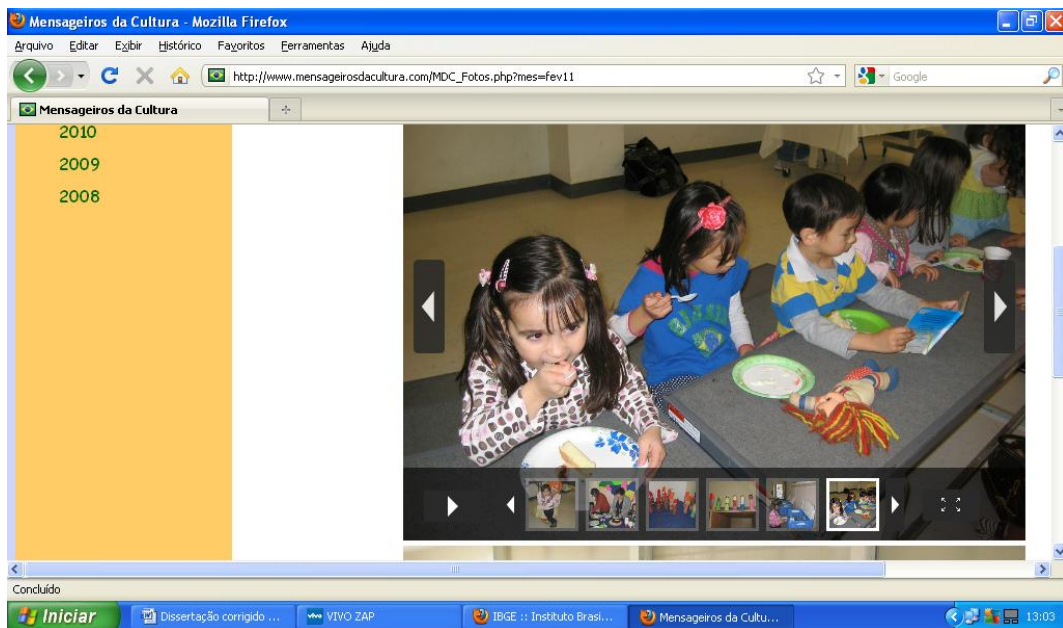 Mensageiros da Cultura - Mozilla Firefox
Arquivo Editar Exibir Histórico Favoritos Ferramentas Ajuda
http://www.mensageirosdacultura.com/MDC_Fotos.php?mes=fev11
Google
Mensageiros da Cultura
2010
2009
2008
Concluído
Iniciar
Dissertação corrigido ...
vivo VIVO ZAP
IBGE :: Instituto Brasi...
Mensageiros da Cultu...
13:03